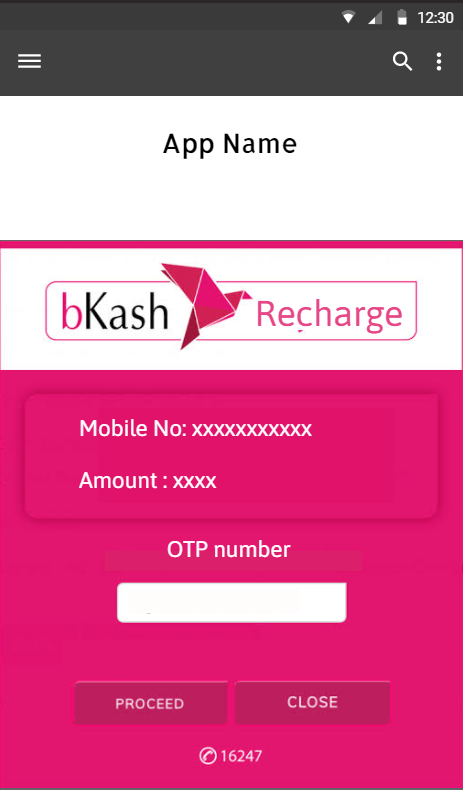 12:30
App Name
bKash Recharge
Mobile No: xxxxxxxxxxx
Amount : xxxx
OTP number
PROCEED CLOSE
16247